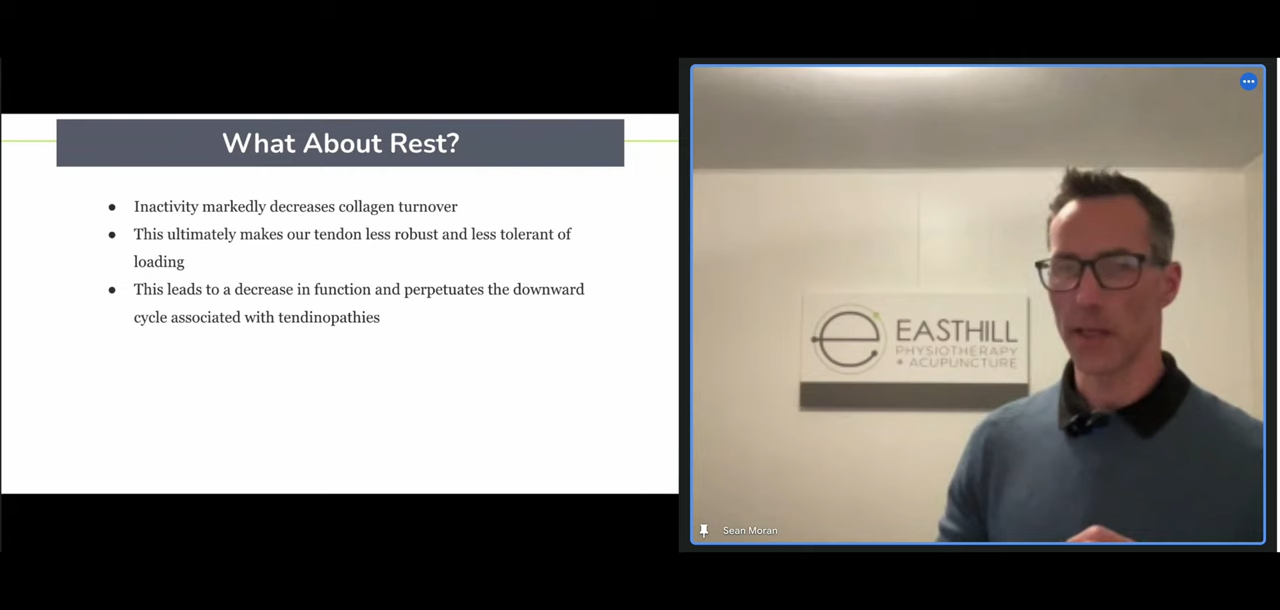 What About Rest?
● Inactivity markedly decreases collagen turnover
● This ultimately makes our tendon less robust and less tolerant of
loading
● This leads to a decrease in function and perpetuates the downward
cycle associated with tendinopathies
e EASTHILL
PHYSIOTHERAPY
+ ACUPUNCTURE
Sean Moran